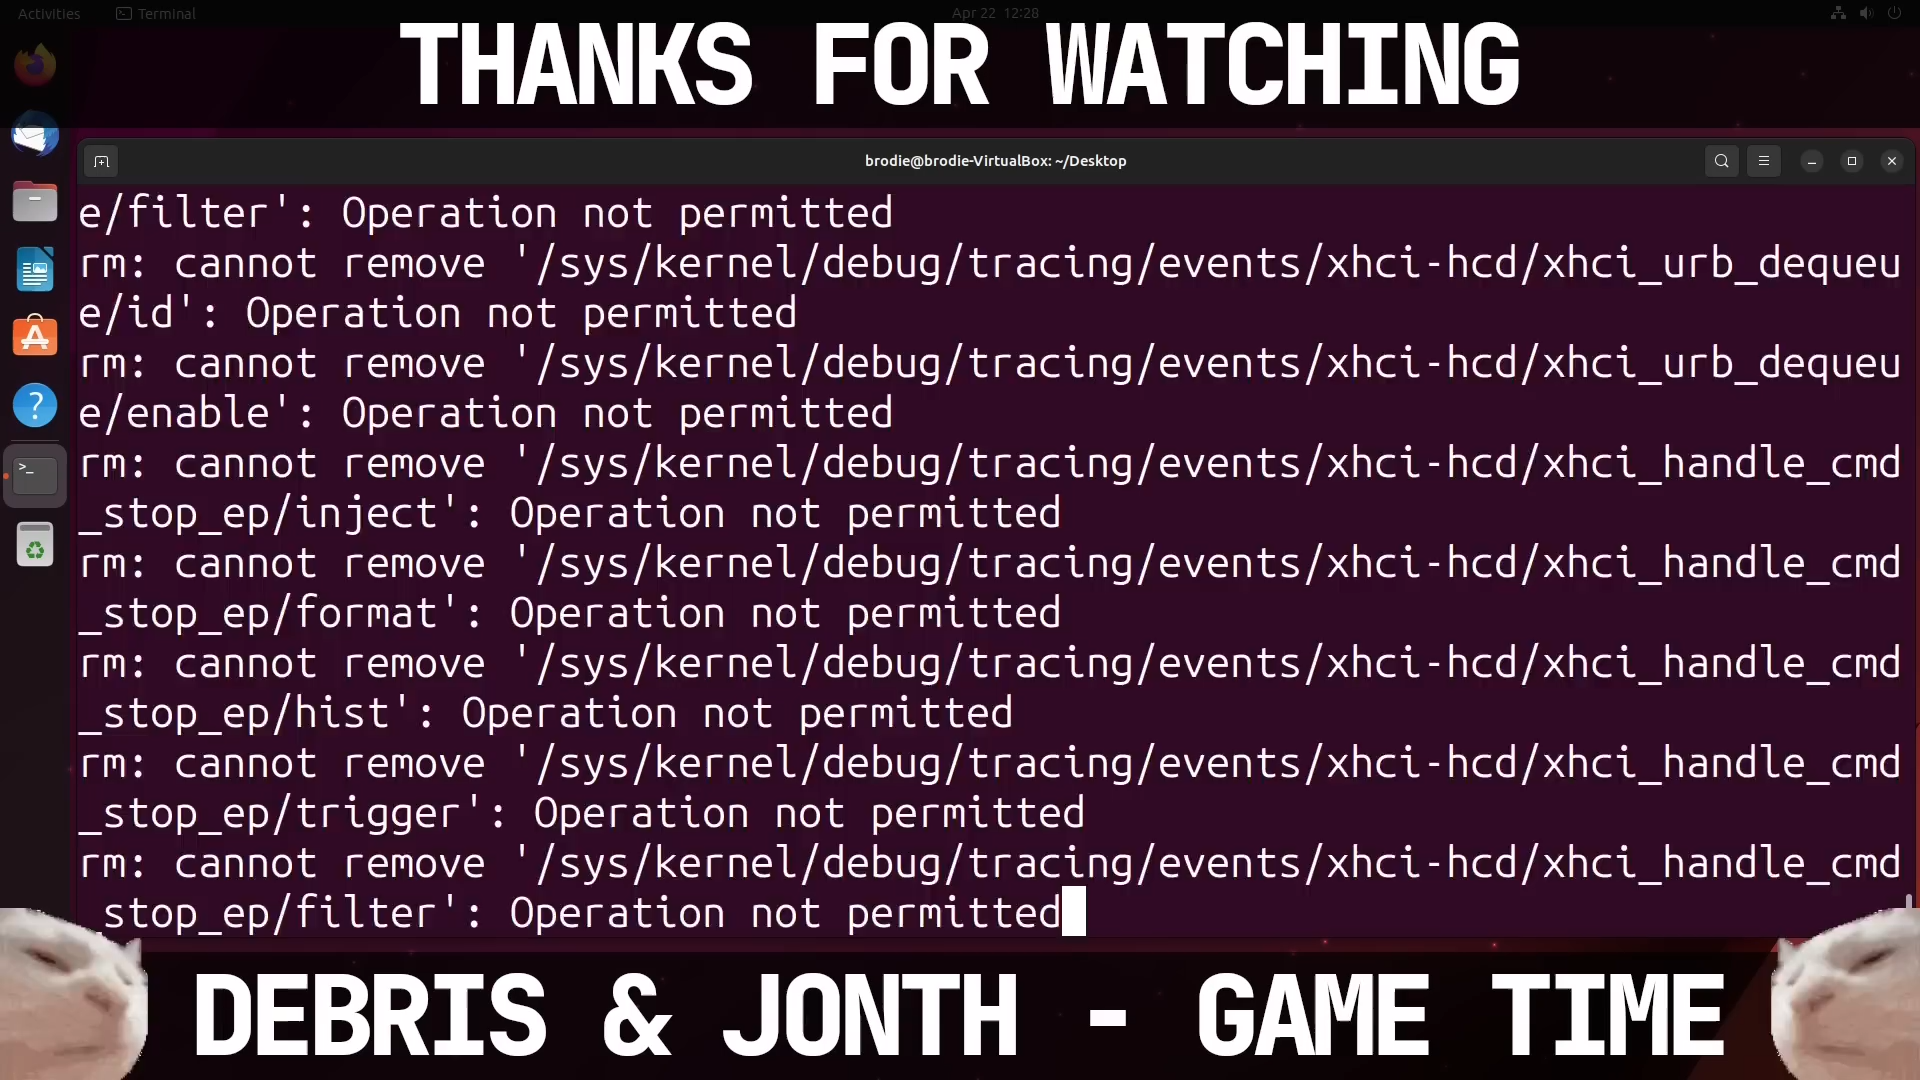 Activities Terminal Apr 22 12:28
THANKS FOR WATCHING
brodie@brodie-VirtualBox: ~/Desktop
e/filter': Operation not permitted
rm: cannot remove '/sys/kernel/debug/tracing/events/xhci-hcd/xhci_urb_dequeu
e/id': Operation not permitted
rm: cannot remove '/sys/kernel/debug/tracing/events/xhci-hcd/xhci_urb_dequeu
e/enable': Operation not permitted
rm: cannot remove '/sys/kernel/debug/tracing/events/xhci-hcd/xhci_handle_cmd
_stop_ep/inject': Operation not permitted
rm: cannot remove '/sys/kernel/debug/tracing/events/xhci-hcd/xhci_handle_cmd
_stop_ep/format': Operation not permitted
rm: cannot remove '/sys/kernel/debug/tracing/events/xhci-hcd/xhci_handle_cmd
_stop_ep/hist': Operation not permitted
rm: cannot remove '/sys/kernel/debug/tracing/events/xhci-hcd/xhci_handle_cmd
_stop_ep/trigger': Operation not permitted
rm: cannot remove '/sys/kernel/debug/tracing/events/xhci-hcd/xhci_handle_cmd
_stop_ep/filter': Operation not permitted
DEBRIS & JONTH - GAME TIME